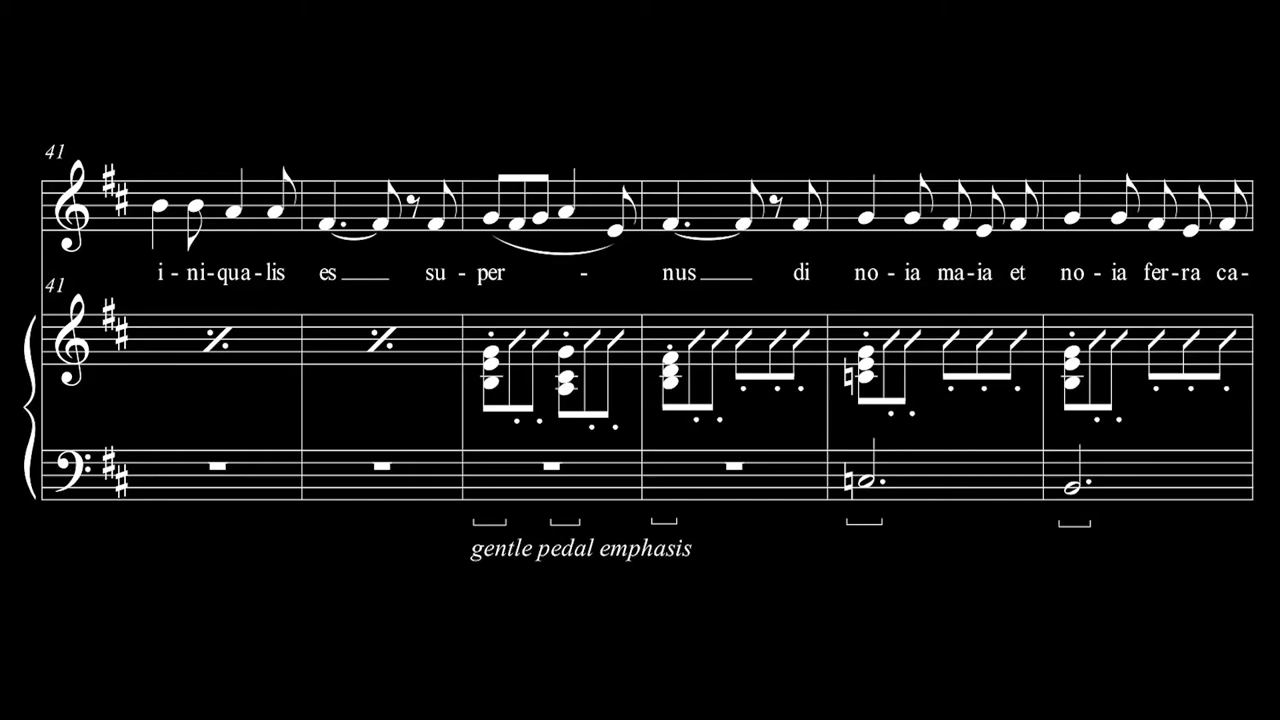 41
i - ni - qua - lis es su - per - nus di no - ia ma - ia et no - ia fer - ra ca -
41
gentle pedal emphasis